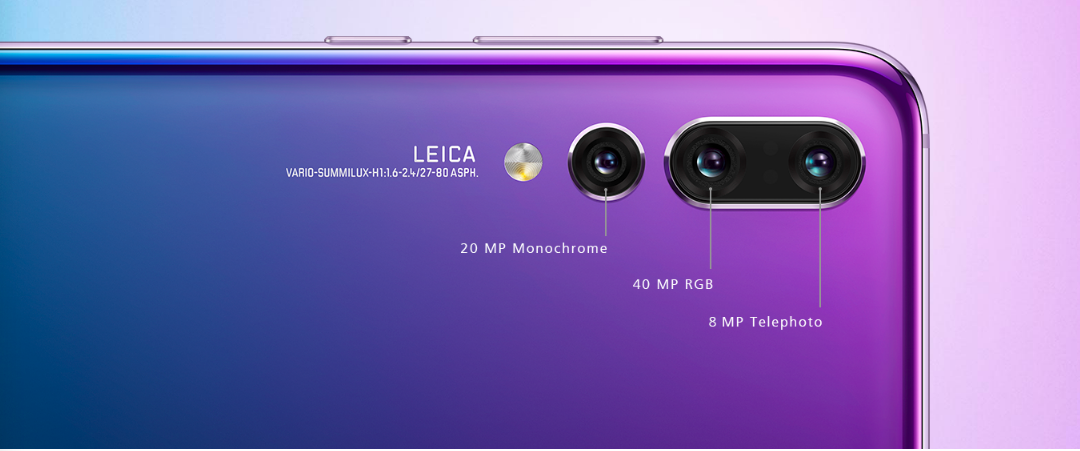 LEICA
VARIO-SUMMILUX-H1:1.6-2.4/27-80 ASPH.
20 MP Monochrome
40 MP RGB
8 MP Telephoto